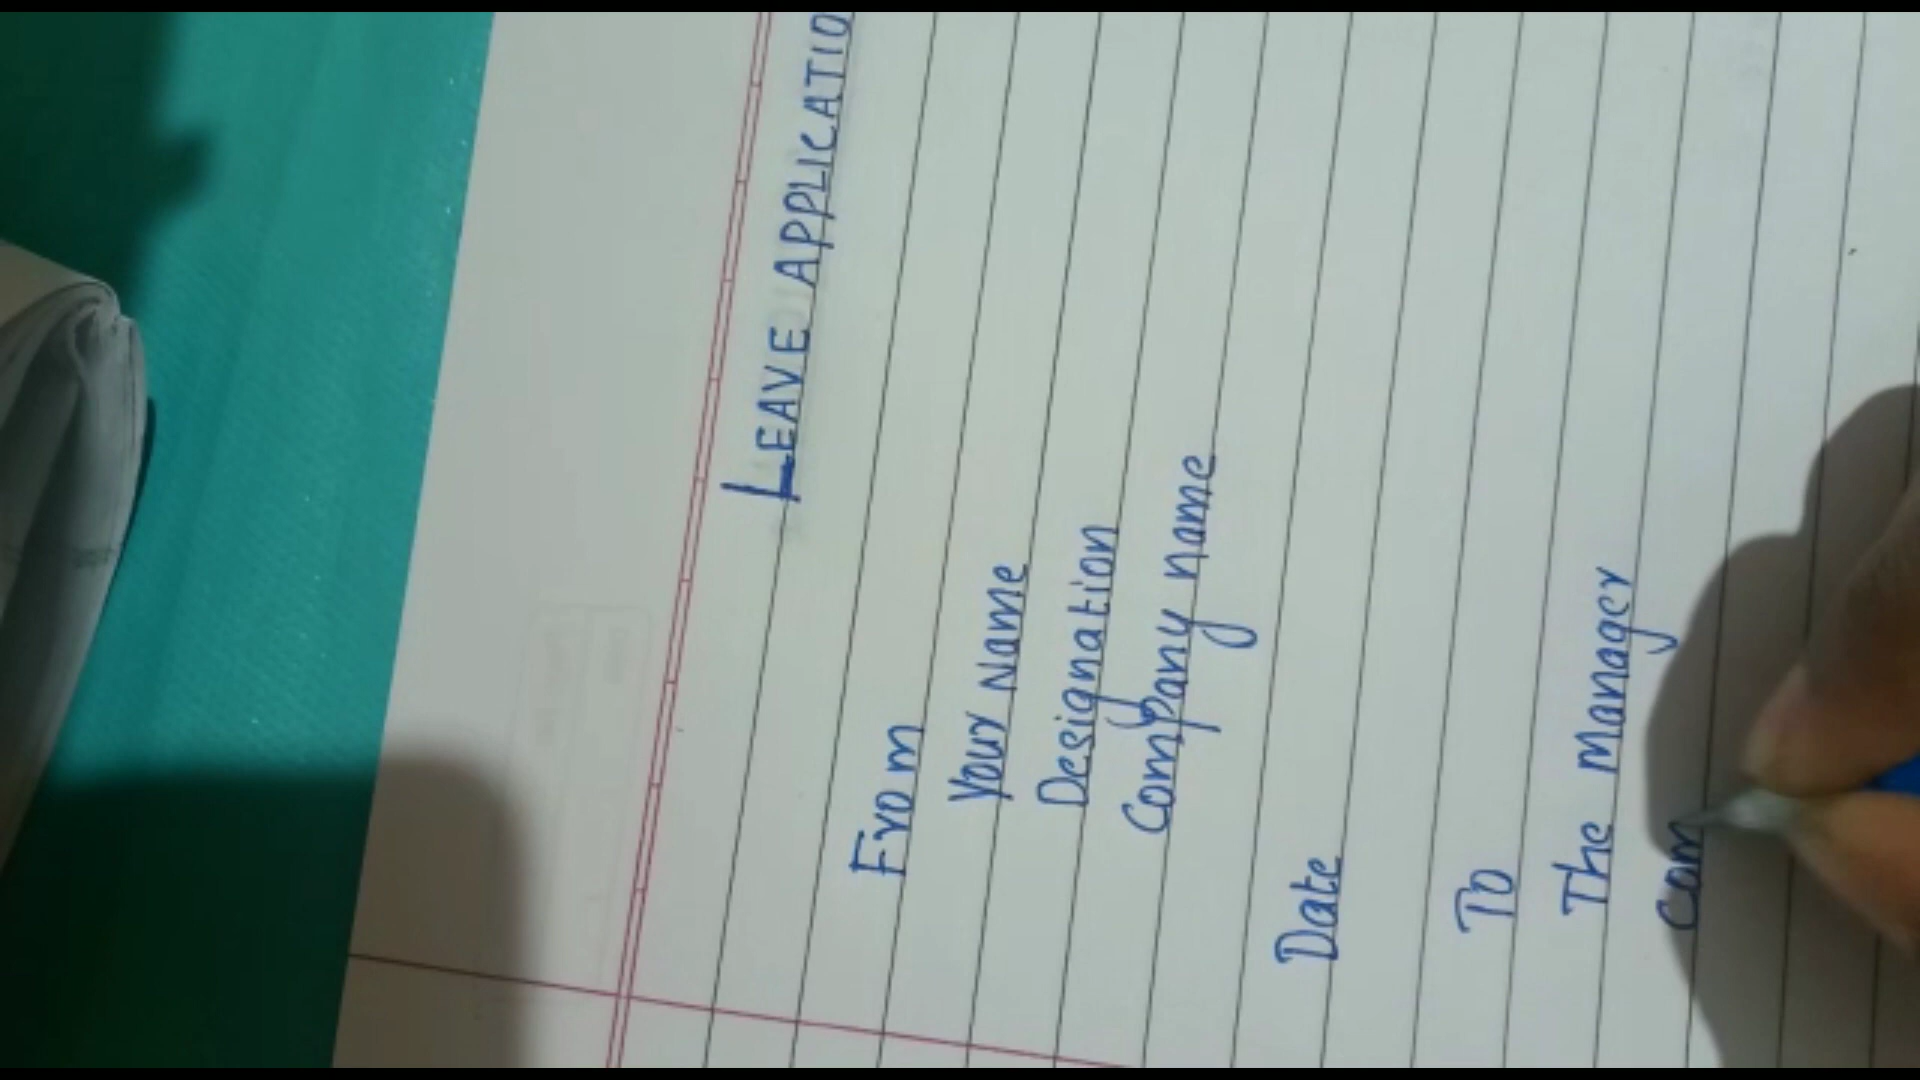 LEAVE APPLICATIO
From
Your Name
Designation
Company name
Date
To
The Manager
Com